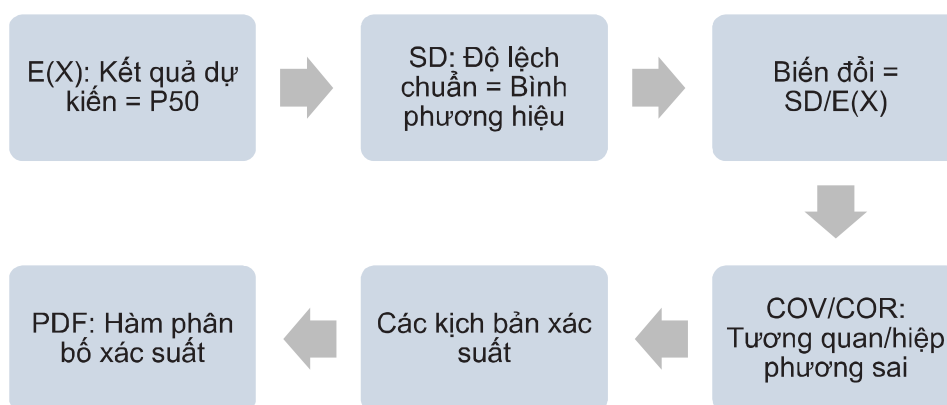 E(X): Kết quả dự
kiến = P50
SD: Độ lệch
chuẩn = Bình
phương hiệu
Biến đổi =
SD/E(X)
COV/COR:
Tương quan/hiệp
phương sai
Các kịch bản xác
suất
PDF: Hàm phân
bố xác suất